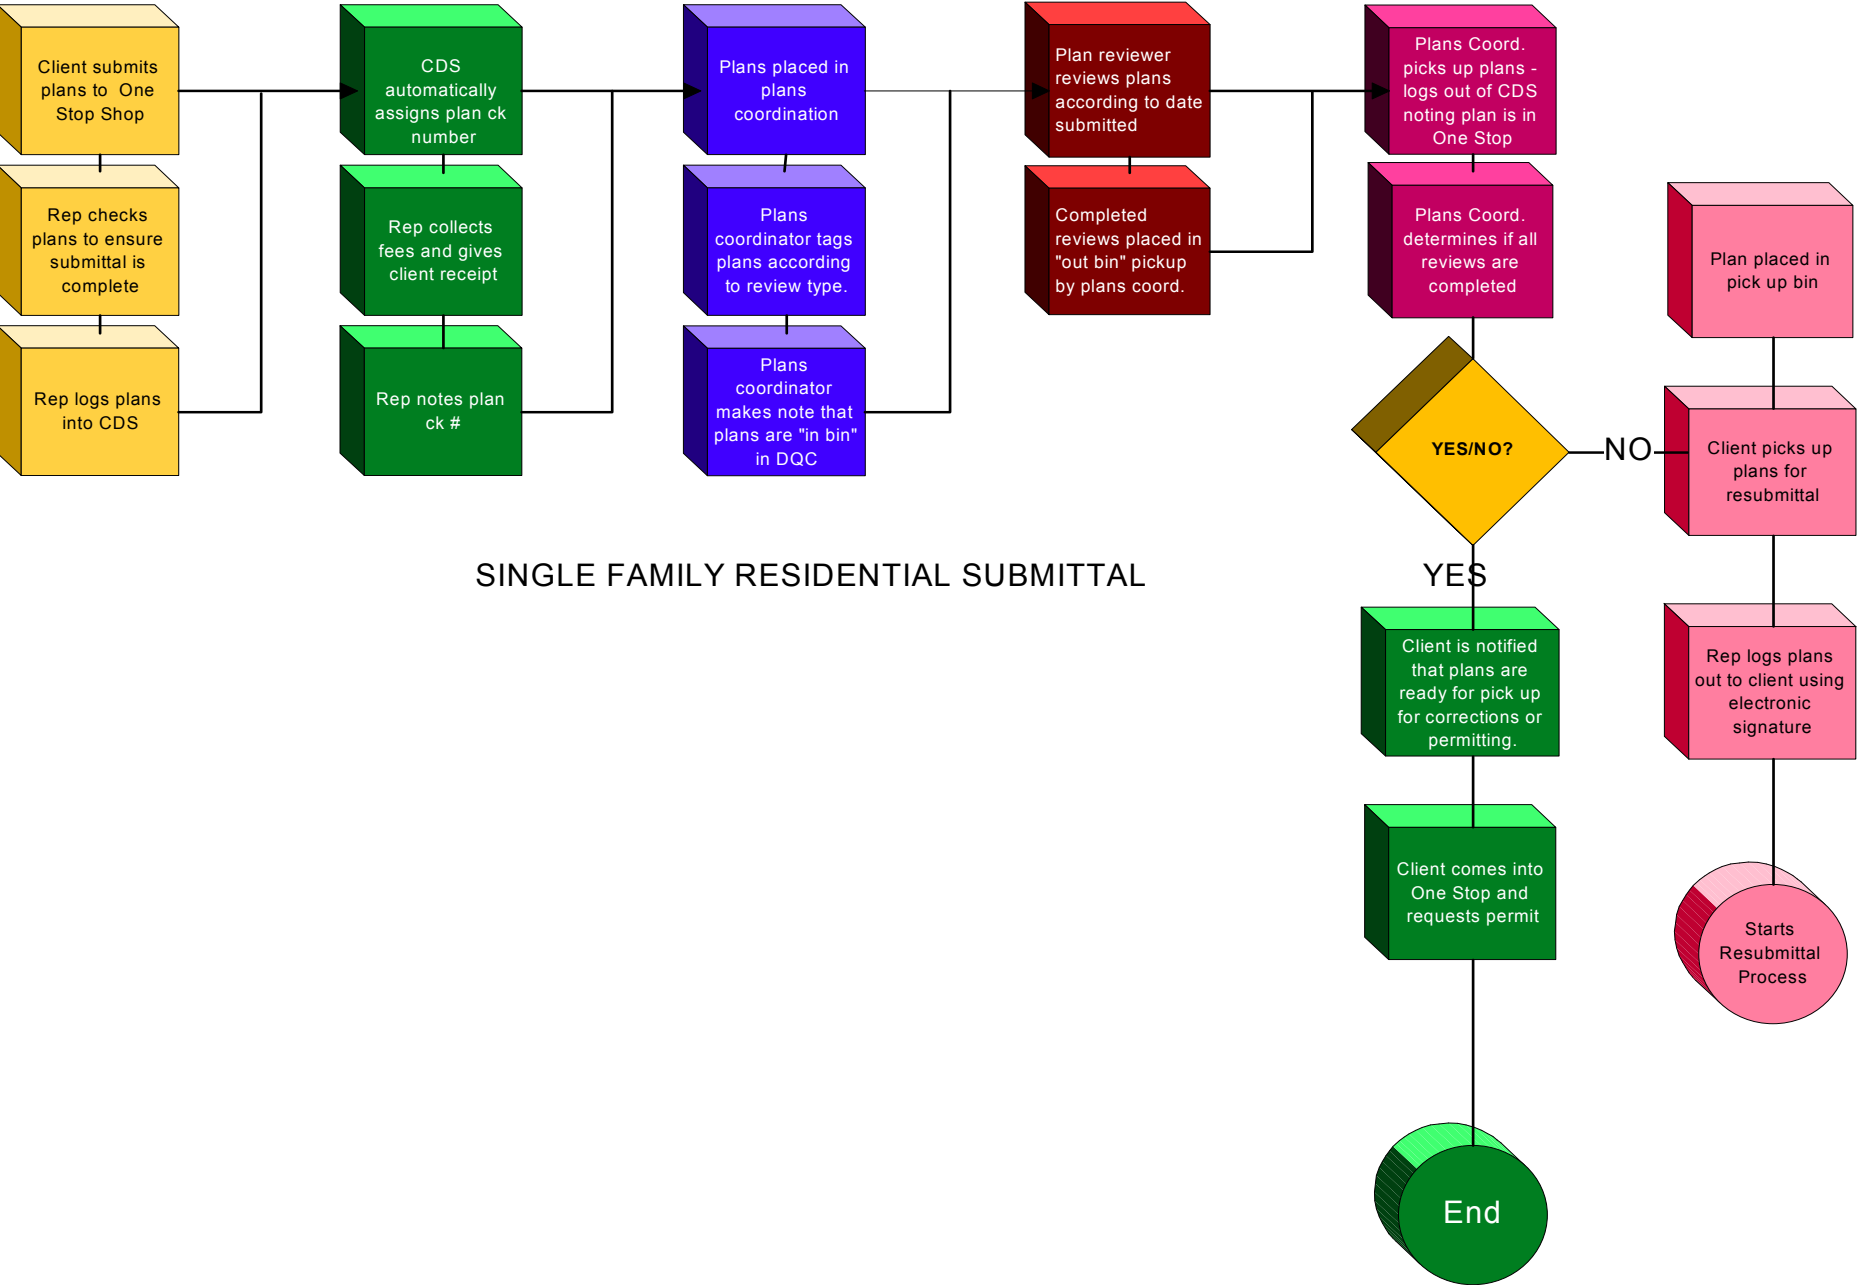 Client submits
plans to One
Stop Shop
Rep checks
plans to ensure
submittal is
complete
Rep logs plans
into CDS
CDS
automatically
assigns plan ck
number
Rep collects
fees and gives
client receipt
Rep notes plan
ck #
Plans placed in
plans
coordination
Plans
coordinator tags
plans according
to review type.
Plans
coordinator
makes note that
plans are "in bin"
in DQC
Plan reviewer
reviews plans
according to date
submitted
Completed
reviews placed in
"out bin" pickup
by plans coord.
Plans Coord.
picks up plans -
logs out of CDS
noting plan is in
One Stop
Plans Coord.
determines if all
reviews are
completed
YES/NO?
NO
Plan placed in
pick up bin
Client picks up
plans for
resubmittal
Rep logs plans
out to client using
electronic
signature
Starts
Resubmittal
Process
SINGLE FAMILY RESIDENTIAL SUBMITTAL
YES
Client is notified
that plans are
ready for pick up
for corrections or
permitting.
Client comes into
One Stop and
requests permit
End